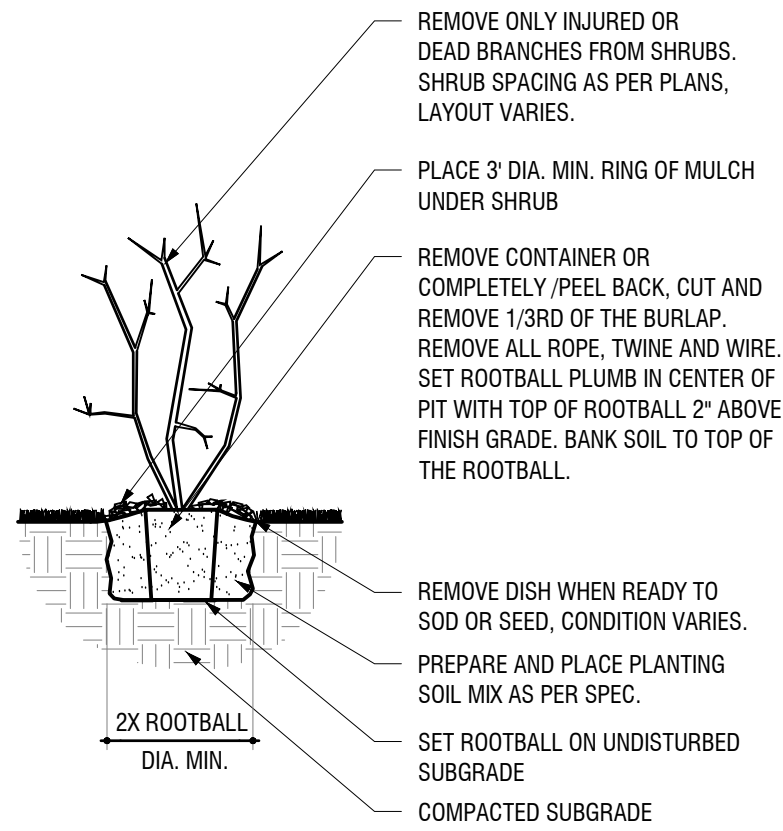 REMOVE ONLY INJURED OR
DEAD BRANCHES FROM SHRUBS.
SHRUB SPACING AS PER PLANS,
LAYOUT VARIES.
PLACE 3' DIA. MIN. RING OF MULCH
UNDER SHRUB
REMOVE CONTAINER OR
COMPLETELY /PEEL BACK, CUT AND
REMOVE 1/3RD OF THE BURLAP.
REMOVE ALL ROPE, TWINE AND WIRE.
SET ROOTBALL PLUMB IN CENTER OF
PIT WITH TOP OF ROOTBALL 2" ABOVE
FINISH GRADE. BANK SOIL TO TOP OF
THE ROOTBALL.
REMOVE DISH WHEN READY TO
SOD OR SEED, CONDITION VARIES.
PREPARE AND PLACE PLANTING
SOIL MIX AS PER SPEC.
SET ROOTBALL ON UNDISTURBED
SUBGRADE
COMPACTED SUBGRADE
2X ROOTBALL
DIA. MIN.